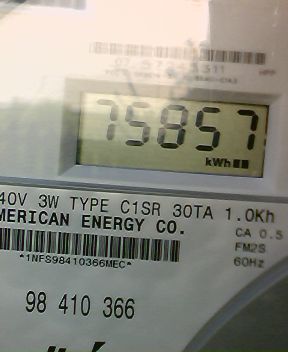 75857
kWh
40V 3W TYPE C1SR 30TA 1.0Kh
MERICAN ENERGY CO.
CA 0.5
*1NFS98410366MEC*
FM2S
60Hz
98 410 366